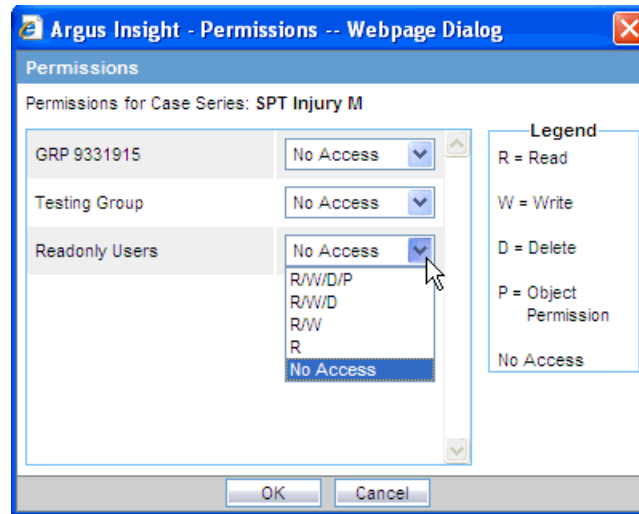 Argus Insight - Permissions -- Webpage Dialog
Permissions
Permissions for Case Series: SPT Injury M
GRP 9331915 No Access
Testing Group No Access
Readonly Users No Access
R/W/D/P
R/W/D
R/W
R
No Access
Legend
R = Read
W = Write
D = Delete
P = Object
Permission
No Access
OK Cancel